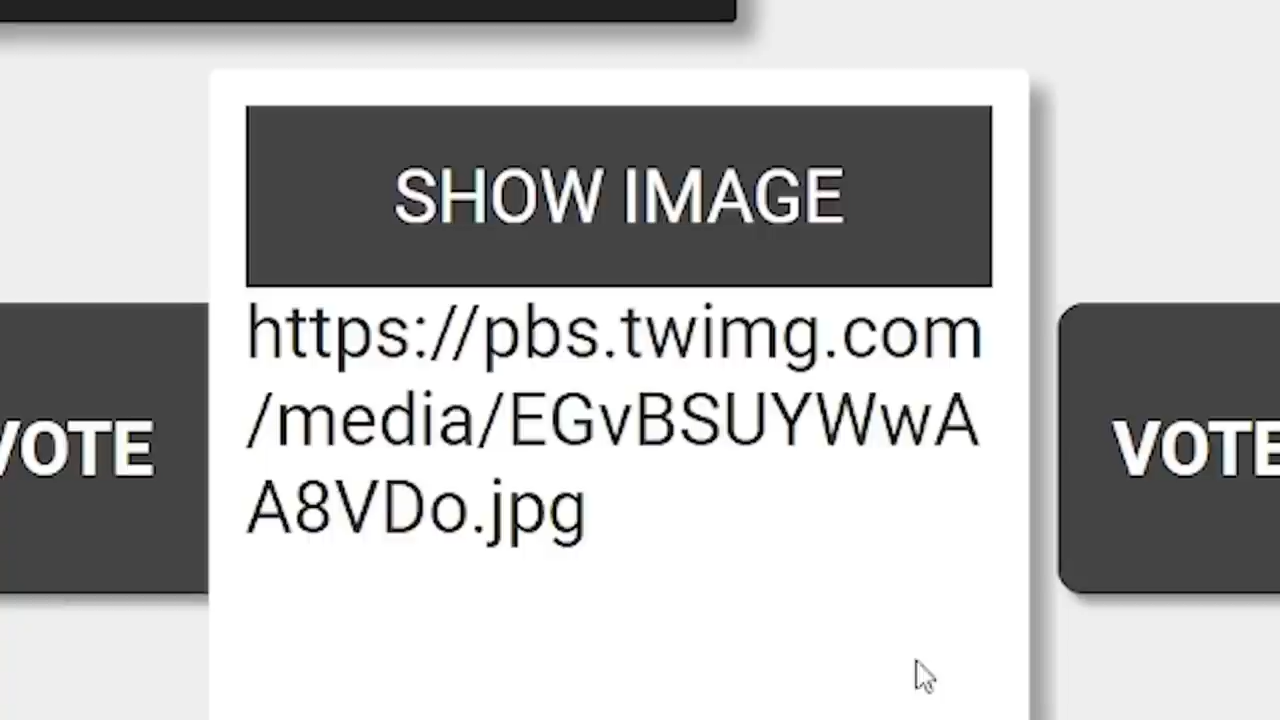 SHOW IMAGE
https://pbs.twimg.com
/media/EGvBSUYWwA
A8VDo.jpg
VOTE
VOTE